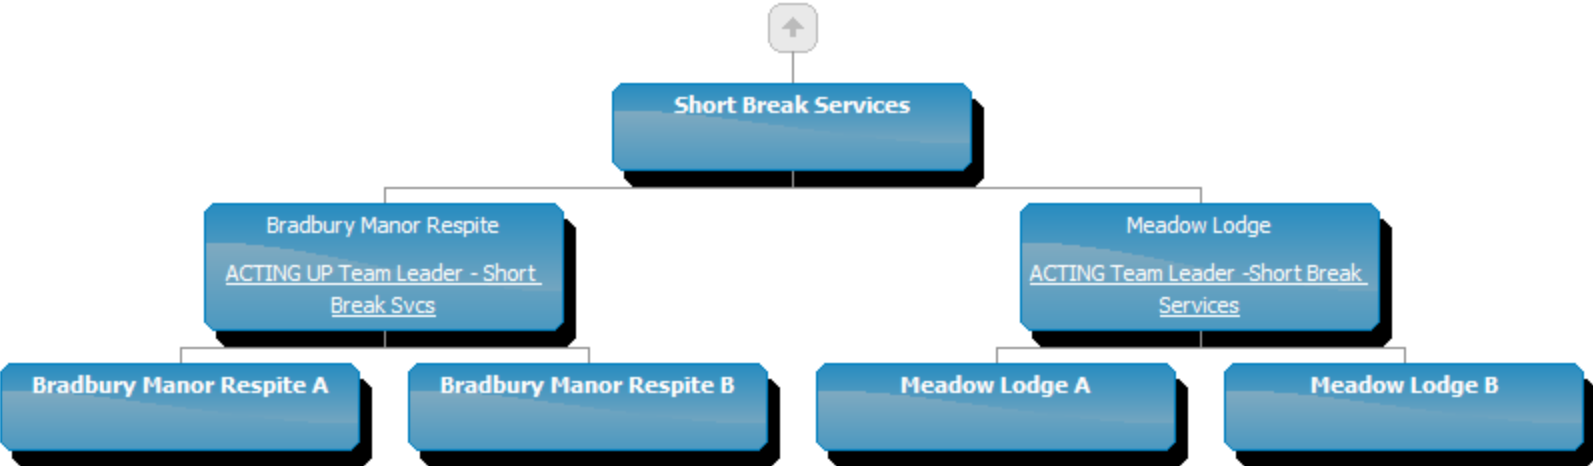 Short Break Services
Bradbury Manor Respite
ACTING UP Team Leader - Short
Break Svcs
Meadow Lodge
ACTING Team Leader -Short Break
Services
Bradbury Manor Respite A
Bradbury Manor Respite B
Meadow Lodge A
Meadow Lodge B